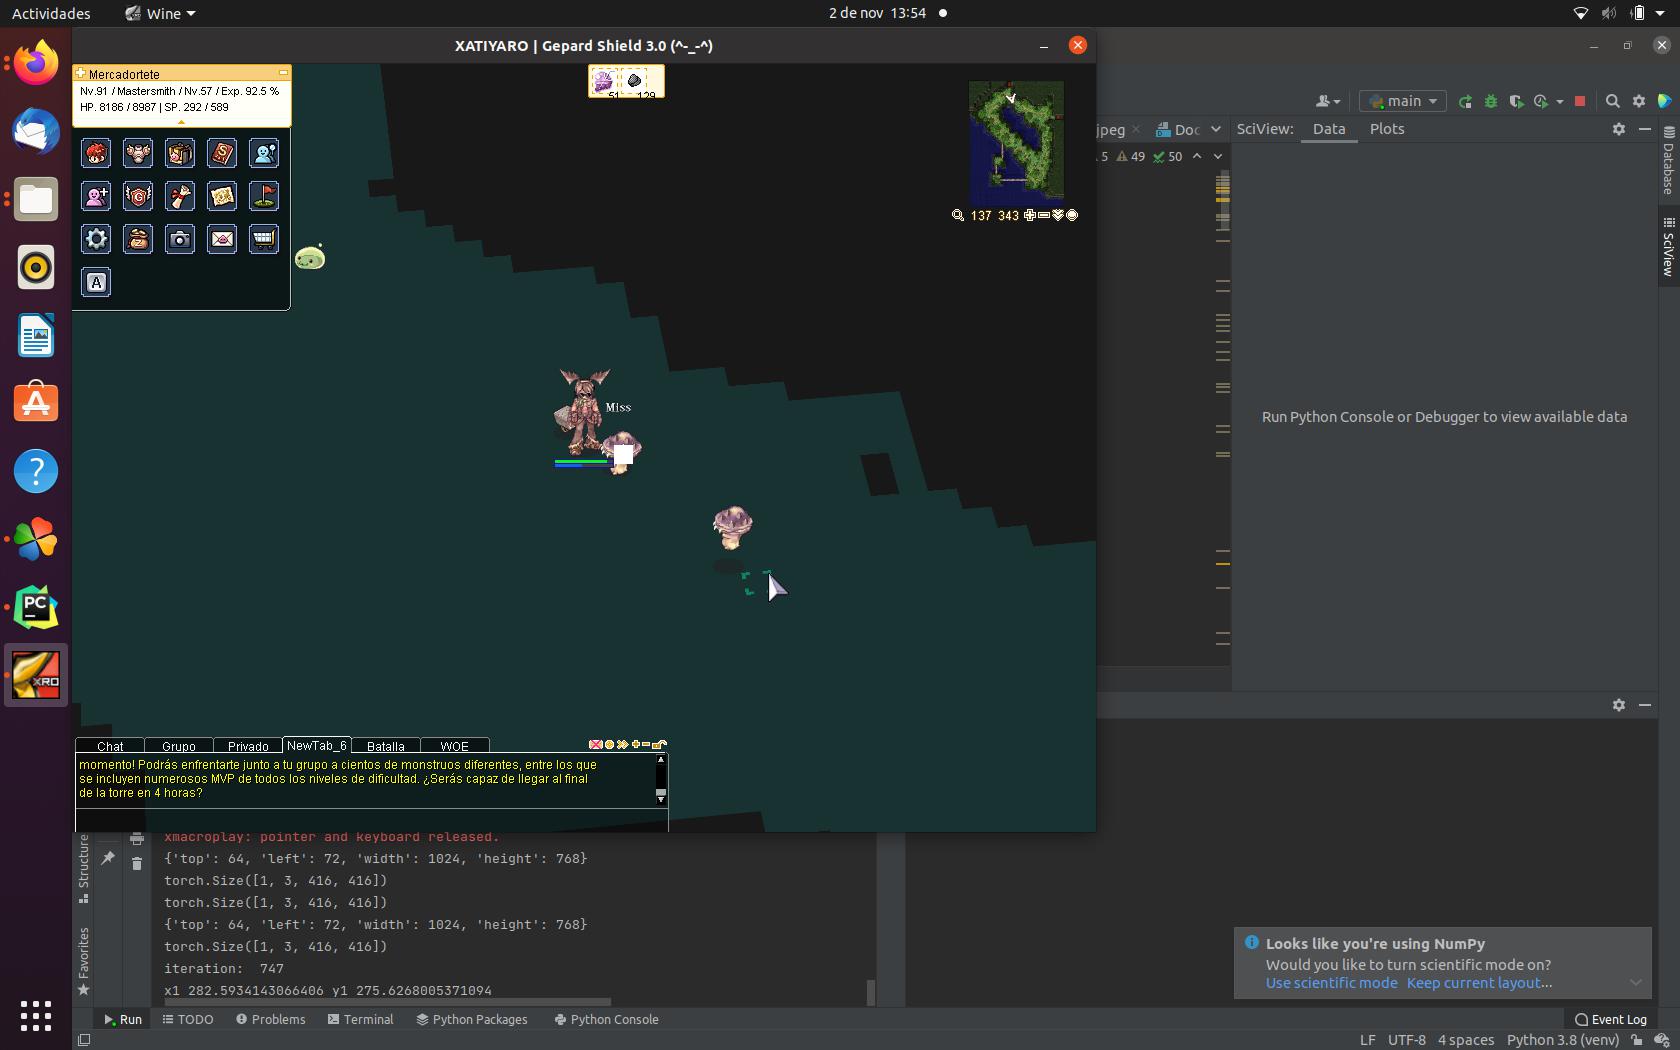 Actividades
Wine
2 de nov 13:54
XATIYARO | Gepard Shield 3.0 (^-_-^)
Mercadortete
Nv.91 / Mastersmith / Nv.57 / Exp. 92.5 %
HP. 8186 / 8987 | SP. 292 / 589
51 129
137 343
Miss
main
jpeg
Doc
SciView:
Data
Plots
5
49
50
Database
SciView
Run Python Console or Debugger to view available data
Chat
Grupo
Privado
NewTab_6
Batalla
WOE
momento! Podrás enfrentarte junto a tu grupo a cientos de monstruos diferentes, entre los que
se incluyen numerosos MVP de todos los niveles de dificultad. ¿Serás capaz de llegar al final
de la torre en 4 horas?
xmacroplay: pointer and keyboard released.
{'top': 64, 'left': 72, 'width': 1024, 'height': 768}
torch.Size([1, 3, 416, 416])
torch.Size([1, 3, 416, 416])
{'top': 64, 'left': 72, 'width': 1024, 'height': 768}
torch.Size([1, 3, 416, 416])
iteration:  747
x1 282.5934143066406 y1 275.6268005371094
Structure
Favorites
Looks like you're using NumPy
Would you like to turn scientific mode on?
Use scientific mode Keep current layout...
Run
TODO
Problems
Terminal
Python Packages
Python Console
Event Log
LF
UTF-8
4 spaces
Python 3.8 (venv)
PC
XRO
A